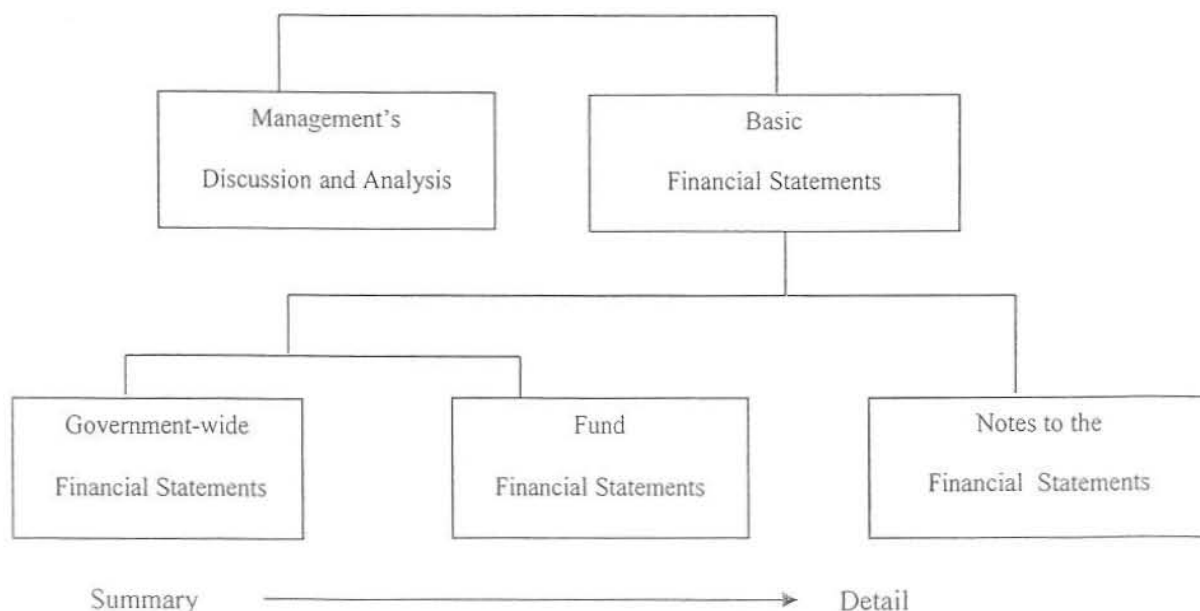 Management's
Discussion and Analysis
Basic
Financial Statements
Government-wide
Financial Statements
Fund
Financial Statements
Notes to the
Financial Statements
Summary
Detail